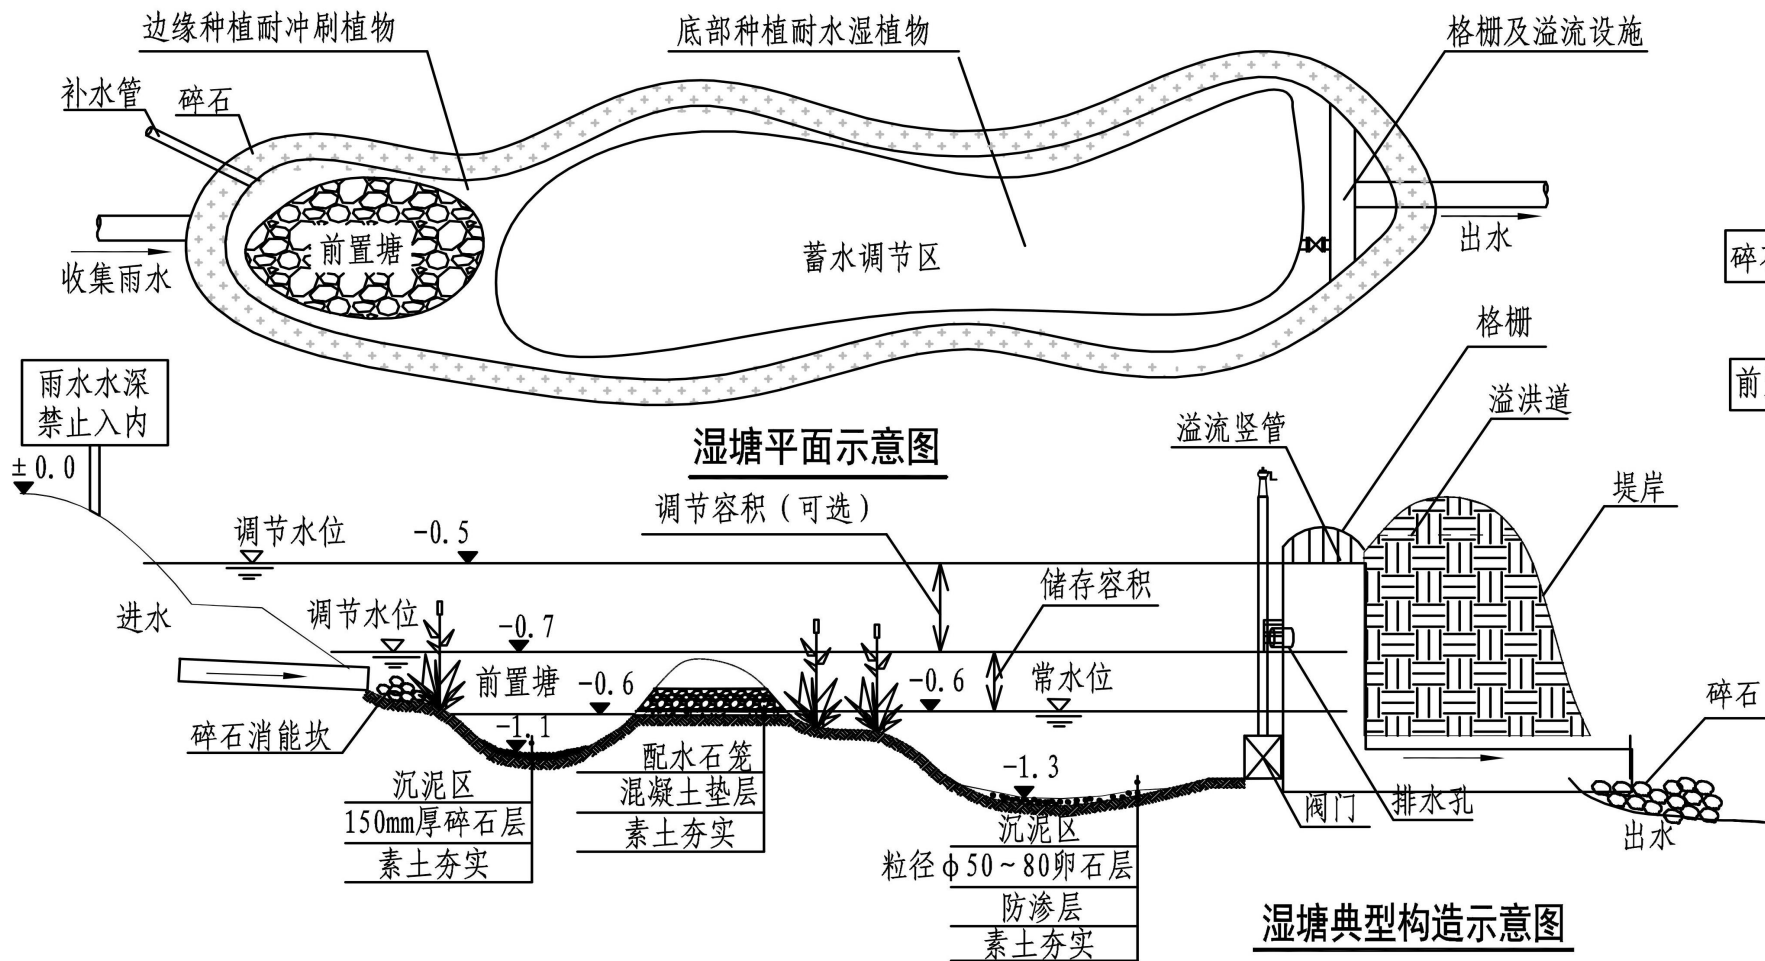 边缘种植耐冲刷植物
底部种植耐水湿植物
格栅及溢流设施
补水管
碎石
前置塘
蓄水调节区
收集雨水
出水
碎
格栅
雨水水深
禁止入内
前
溢洪道
湿塘平面示意图
溢流竖管
±0.0
堤岸
调节容积（可选）
调节水位
-0.5
储存容积
进水
调节水位
-0.7
前置塘
-0.6
-0.6
常水位
碎石
碎石消能坎
-1.1
配水石笼
混凝土垫层
素土夯实
-1.3
沉泥区
150mm厚碎石层
素土夯实
沉泥区
粒径ф50~80卵石层
防渗层
素土夯实
阀门
排水孔
出水
湿塘典型构造示意图